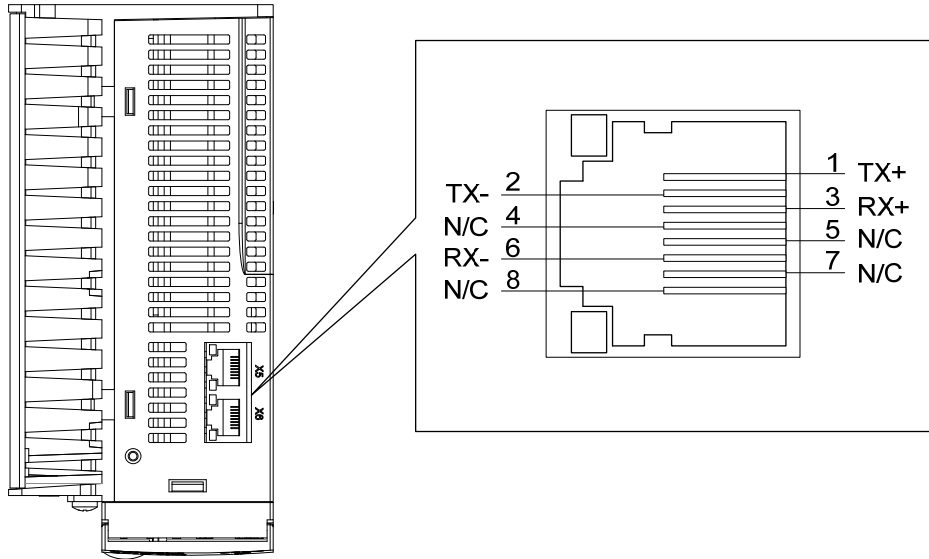 1 TX+
TX- 2
3 RX+
N/C 4
5 N/C
RX- 6
7 N/C
N/C 8
X5
X6